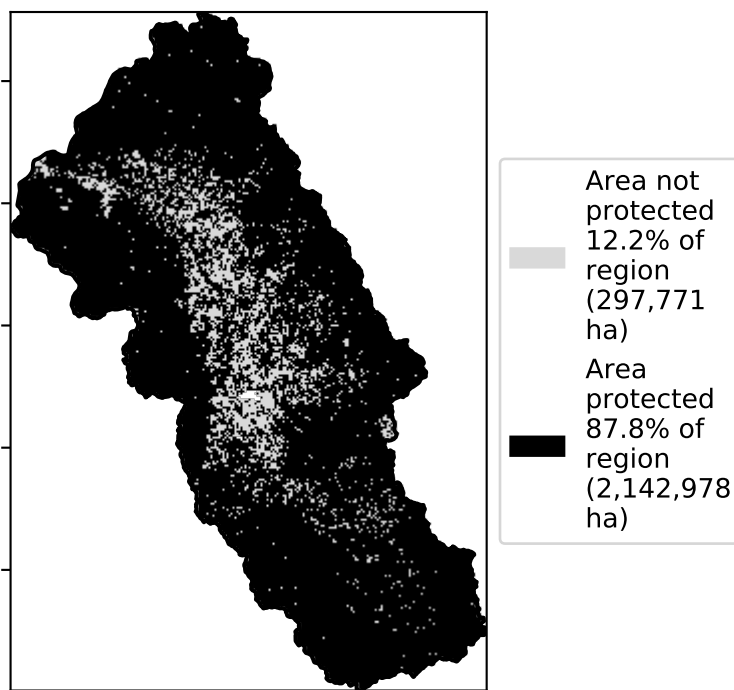 Area not
protected
12.2% of
region
(297,771
ha)
Area
protected
87.8% of
region
(2,142,978
ha)